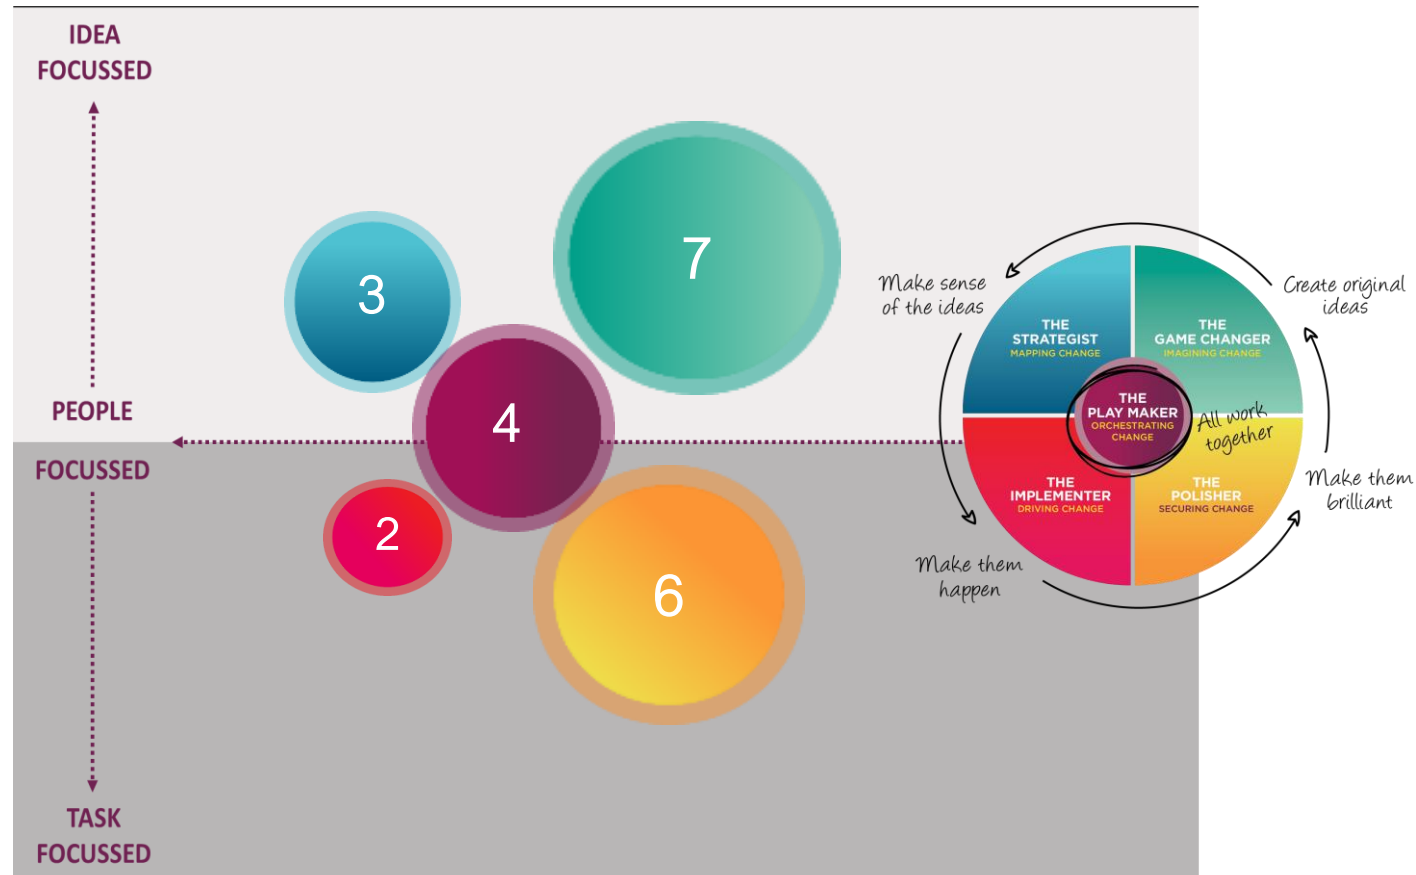 IDEA
FOCUSSED
7
3
4
PEOPLE
FOCUSSED
2
6
TASK
FOCUSSED
Make sense
of the ideas
Create original
ideas
THE
STRATEGIST
MAPPING CHANGE
THE
GAME CHANGER
IMAGINING CHANGE
THE
PLAY MAKER
ORCHESTRATING
CHANGE
All work
together
THE
IMPLEMENTER
DRIVING CHANGE
THE
POLISHER
SECURING CHANGE
Make them
brilliant
Make them
happen